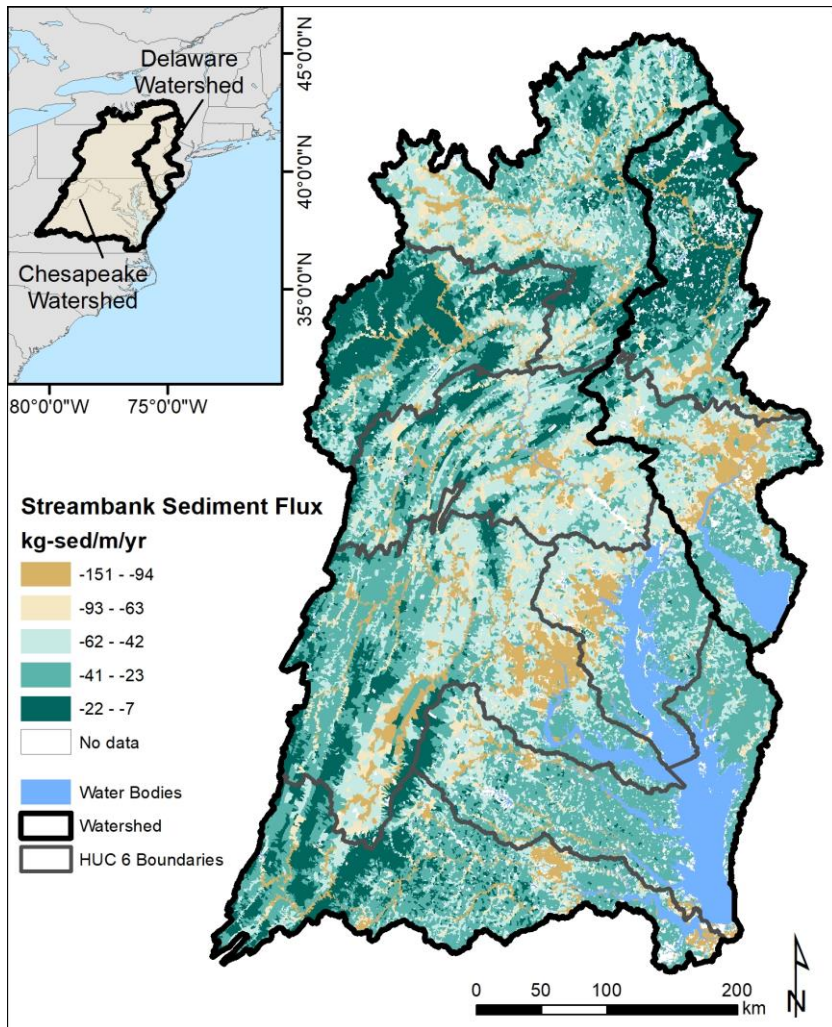 Delaware
Watershed
Chesapeake
Watershed
45°0'0"N
40°0'0"N
35°0'0"N
80°0'0"W
75°0'0"W
Streambank Sediment Flux
kg-sed/m/yr
-151 - -94
-93 - -63
-62 - -42
-41 - -23
-22 - -7
No data
Water Bodies
Watershed
HUC 6 Boundaries
0 50 100 200
km
N